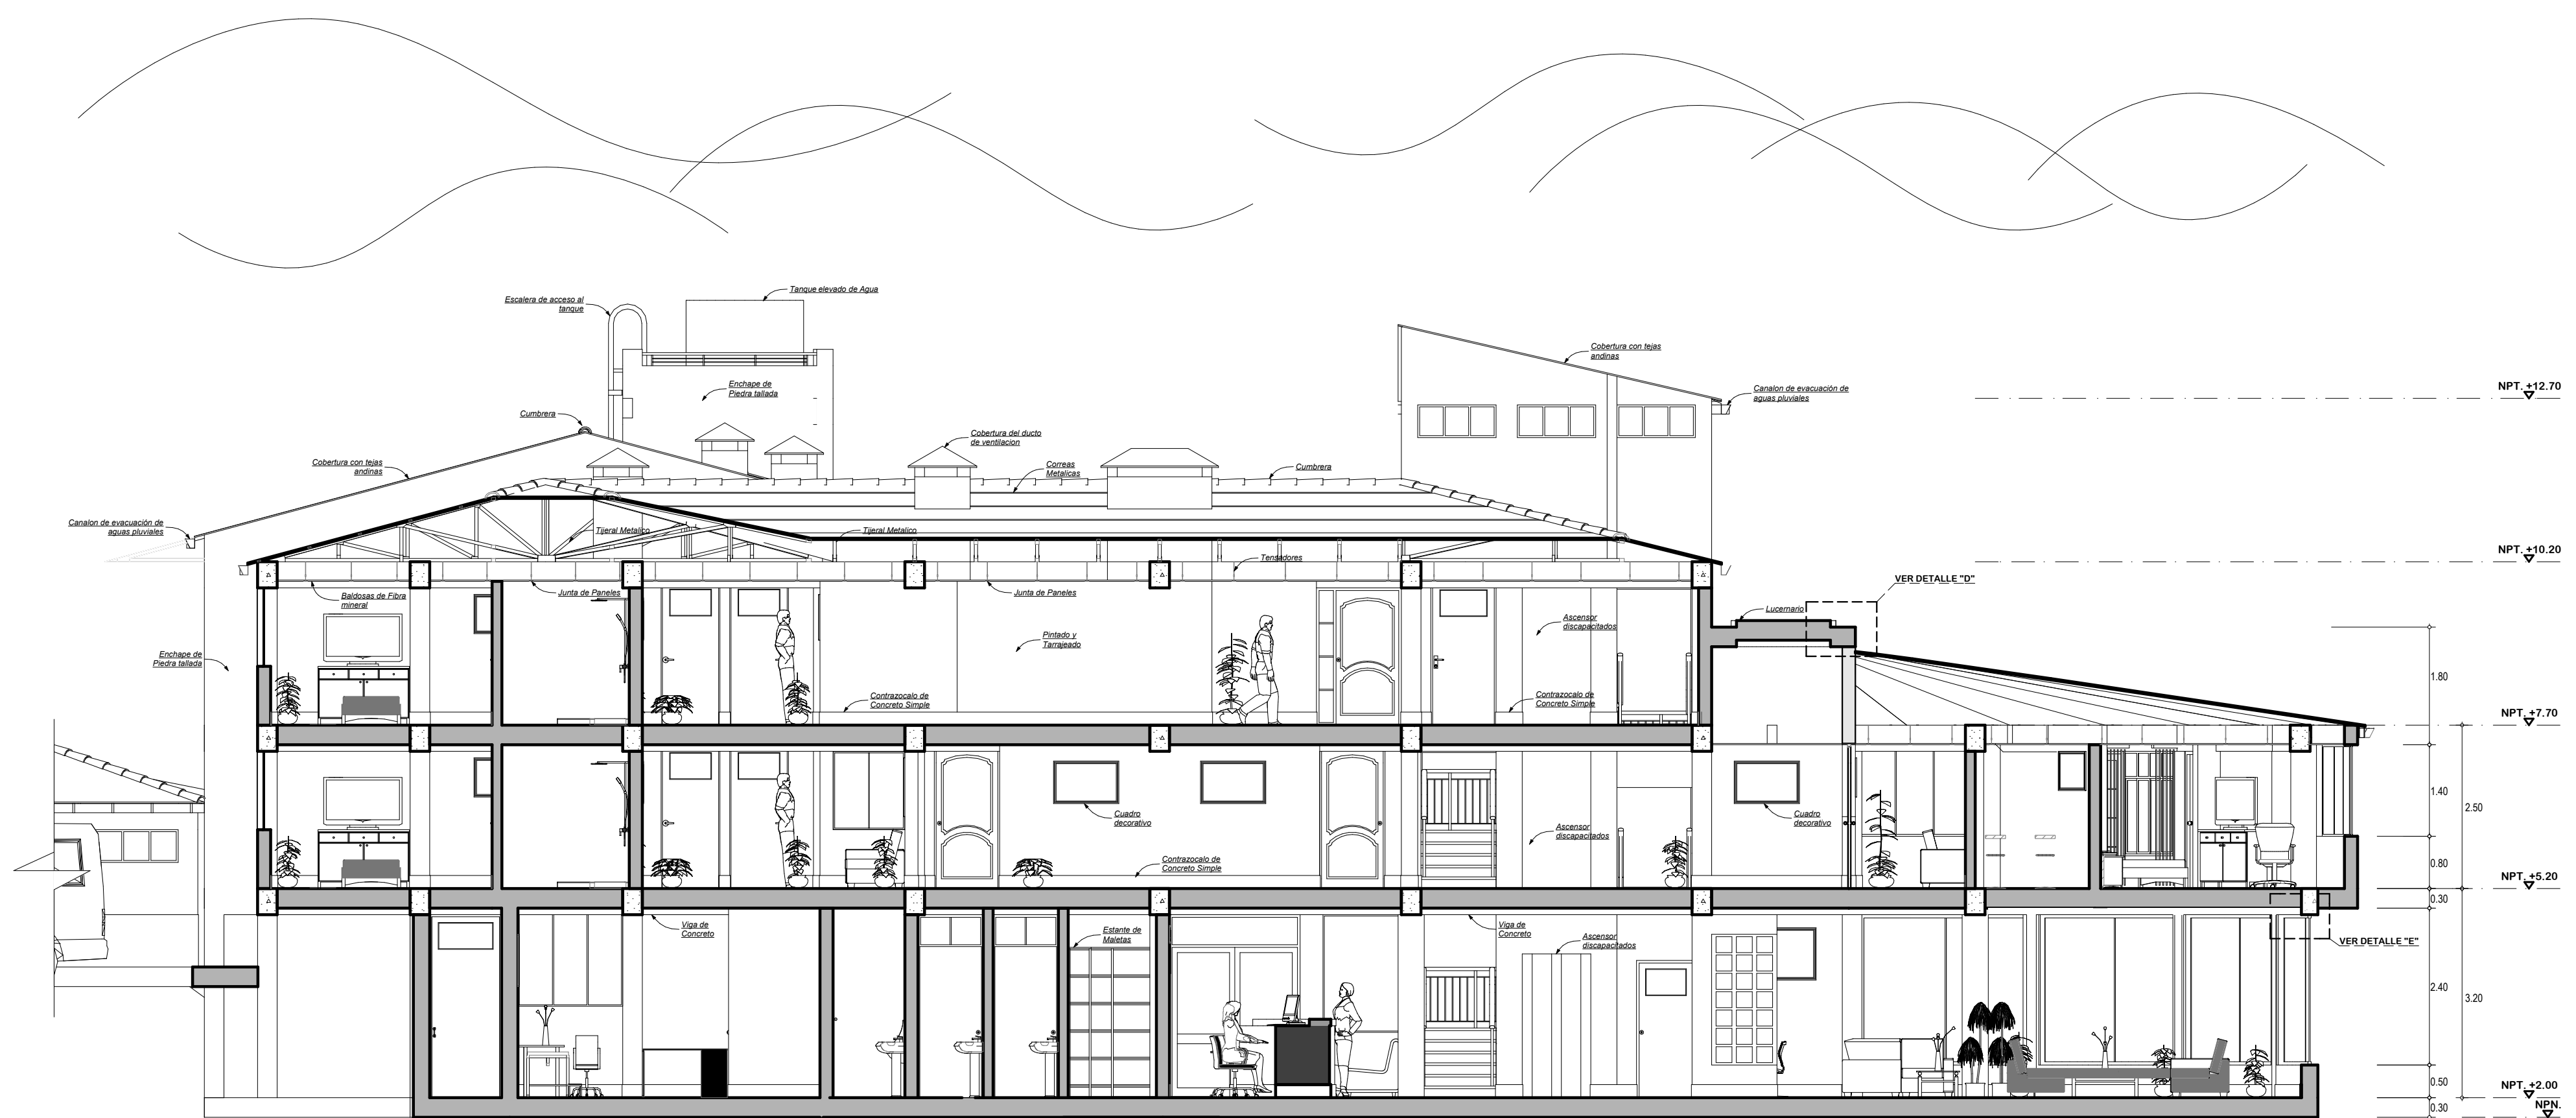 Tanque elevado de Agua
Escalera de acceso al
tanque
Cobertura con tejas
andinas
Enchape de
Piedra tallada
NPT. +12.70
Canalon de evacuación de
aguas pluviales
Cumbrera
Cobertura del ducto
de ventilacion
Cobertura con tejas
andinas
Correas
Metalicas
Cumbrera
Canalon de evacuación de
aguas pluviales
Tijeral Metalico
Tijeral Metalico
NPT. +10.20
Tensadores
VER DETALLE "D"
Baldosas de Fibra
mineral
Junta de Paneles
Junta de Paneles
Lucernario
Ascensor
discapacitados
Pintado y
Tarrajeado
Enchape de
Piedra tallada
1.80
Contrazocalo de
Concreto Simple
Contrazocalo de
Concreto Simple
NPT. +7.70
1.40
2.50
Cuadro
decorativo
Cuadro
decorativo
Ascensor
discapacitados
Contrazocalo de
Concreto Simple
0.80
NPT. +5.20
0.30
Viga de
Concreto
Estante de
Maletas
Viga de
Concreto
Ascensor
discapacitados
VER DETALLE "E"
2.40
3.20
0.50
NPT. +2.00
0.30
NPN.